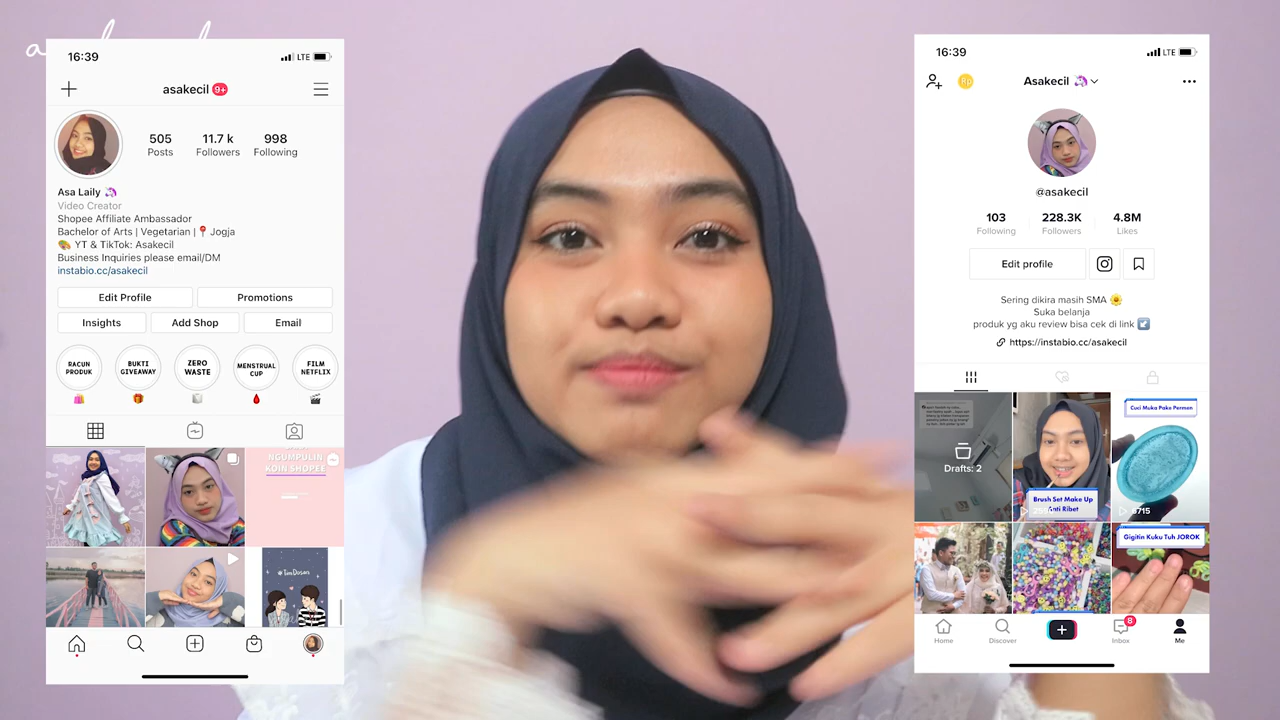 16:39
LTE
asakecil 9+
505
11.7 k
998
Posts
Followers
Following
Asa Laily
Video Creator
Shopee Affiliate Ambassador
Bachelor of Arts | Vegetarian | Jogja
YT & TikTok: Asakecil
Business Inquiries please email/DM
instabio.cc/asakecil
Edit Profile
Promotions
Insights
Add Shop
Email
RACUN
PRODUK
BUKTI
GIVEAWAY
ZERO
WASTE
MENSTRUAL
CUP
FILM
NETFLIX
NGUMPULIN
KOIN SHOPEE
16:39
LTE
Asakecil
@asakecil
103
228.3K
4.8M
Following
Followers
Likes
Edit profile
Sering dikira masih SMA
Suka belanja
produk yg aku review bisa cek di link
https://instabio.cc/asakecil
Drafts: 2
Brush Set Make Up
Anti Ribet
Cuci Muka Pake Permen
Gigitin Kuku Tuh JOROK
Home
Discover
Inbox
8
Me